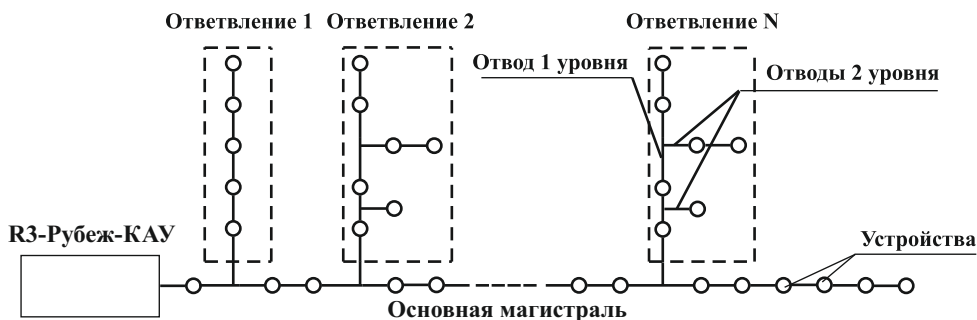 Ответвление 1
Ответвление 2
Ответвление N
Отвод 1 уровня
Отводы 2 уровня
R3-Рубеж-КАУ
Устройства
Основная магистраль